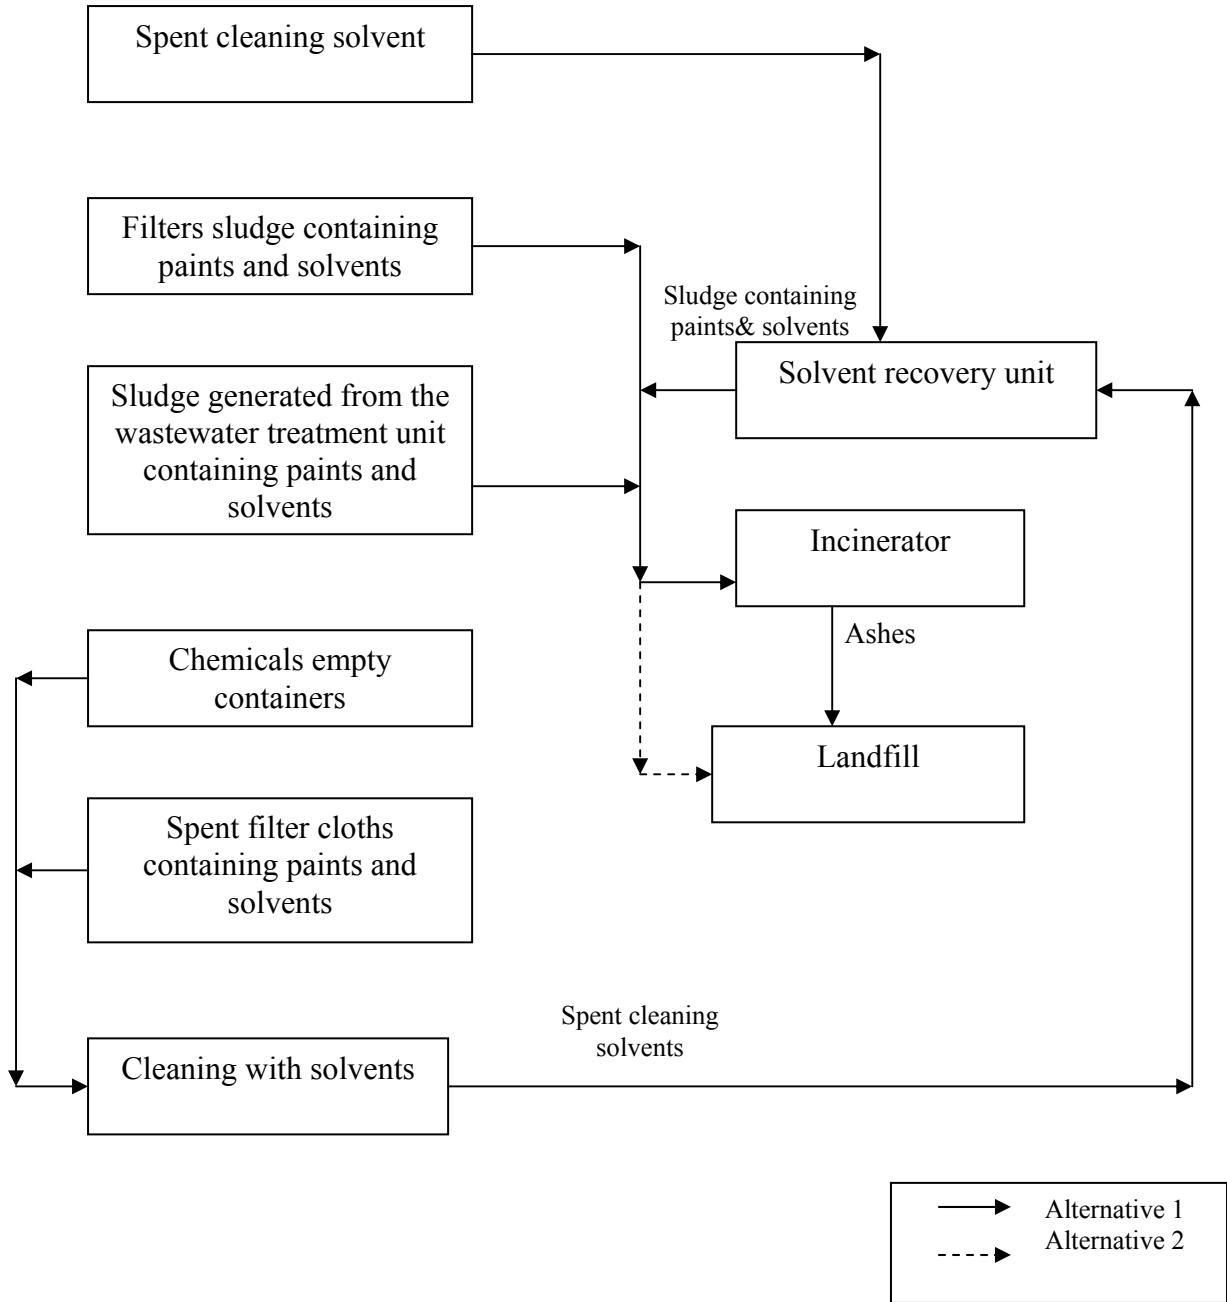 Spent cleaning solvent
Filters sludge containing
paints and solvents
Sludge containing
paints& solvents
Solvent recovery unit
Sludge generated from the
wastewater treatment unit
containing paints and
solvents
Incinerator
Ashes
Chemicals empty
containers
Landfill
Spent filter cloths
containing paints and
solvents
Spent cleaning
solvents
Cleaning with solvents
Alternative 1
Alternative 2